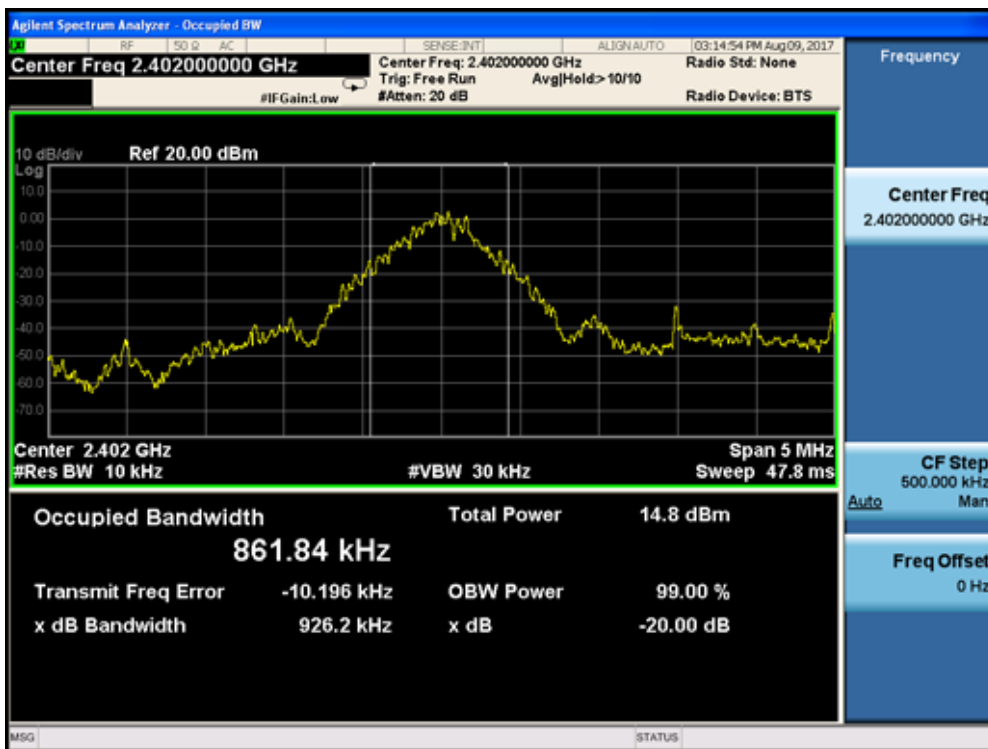 Agilent Spectrum Analyzer - Occupied BW
RF 50 Ω AC SENSE:INT ALIGNAUTO 03:14:54 PM Aug09, 2017
Center Freq 2.402000000 GHz
Center Freq: 2.402000000 GHz
Radio Std: None
Trig: Free Run Avg|Hold:>10/10
#IFGain:Low
#Atten: 20 dB
Radio Device: BTS
10 dB/div Ref 20.00 dBm
Log
10.0
0.00
-10.0
-20.0
-30.0
-40.0
-50.0
-60.0
-70.0
Center 2.402 GHz Span 5 MHz
#Res BW 10 kHz #VBW 30 kHz Sweep 47.8 ms
Occupied Bandwidth Total Power 14.8 dBm
861.84 kHz
Transmit Freq Error -10.196 kHz OBW Power 99.00 %
x dB Bandwidth 926.2 kHz x dB -20.00 dB
MSG STATUS
Frequency
Center Freq
2.402000000 GHz
CF Step
500.000 kHz
Auto Man
Freq Offset
0 Hz